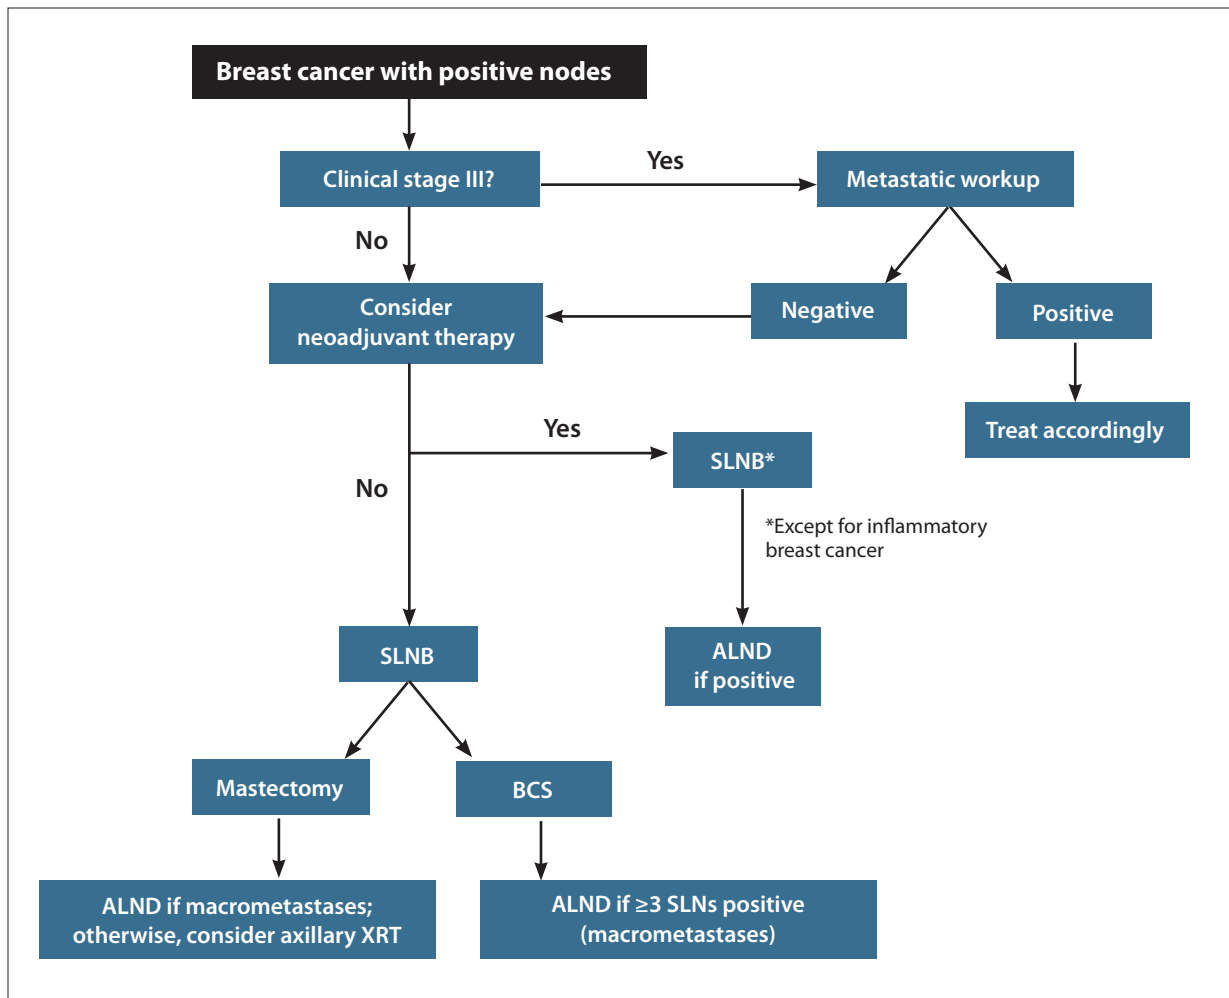 Breast cancer with positive nodes
Clinical stage III?
Yes
Metastatic workup
No
Consider
neoadjuvant therapy
Negative
Positive
Treat accordingly
Yes
SLNB*
No
*Except for inflammatory
breast cancer
SLNB
ALND
if positive
Mastectomy
BCS
ALND if macrometastases;
otherwise, consider axillary XRT
ALND if ≥3 SLNs positive
(macrometastases)